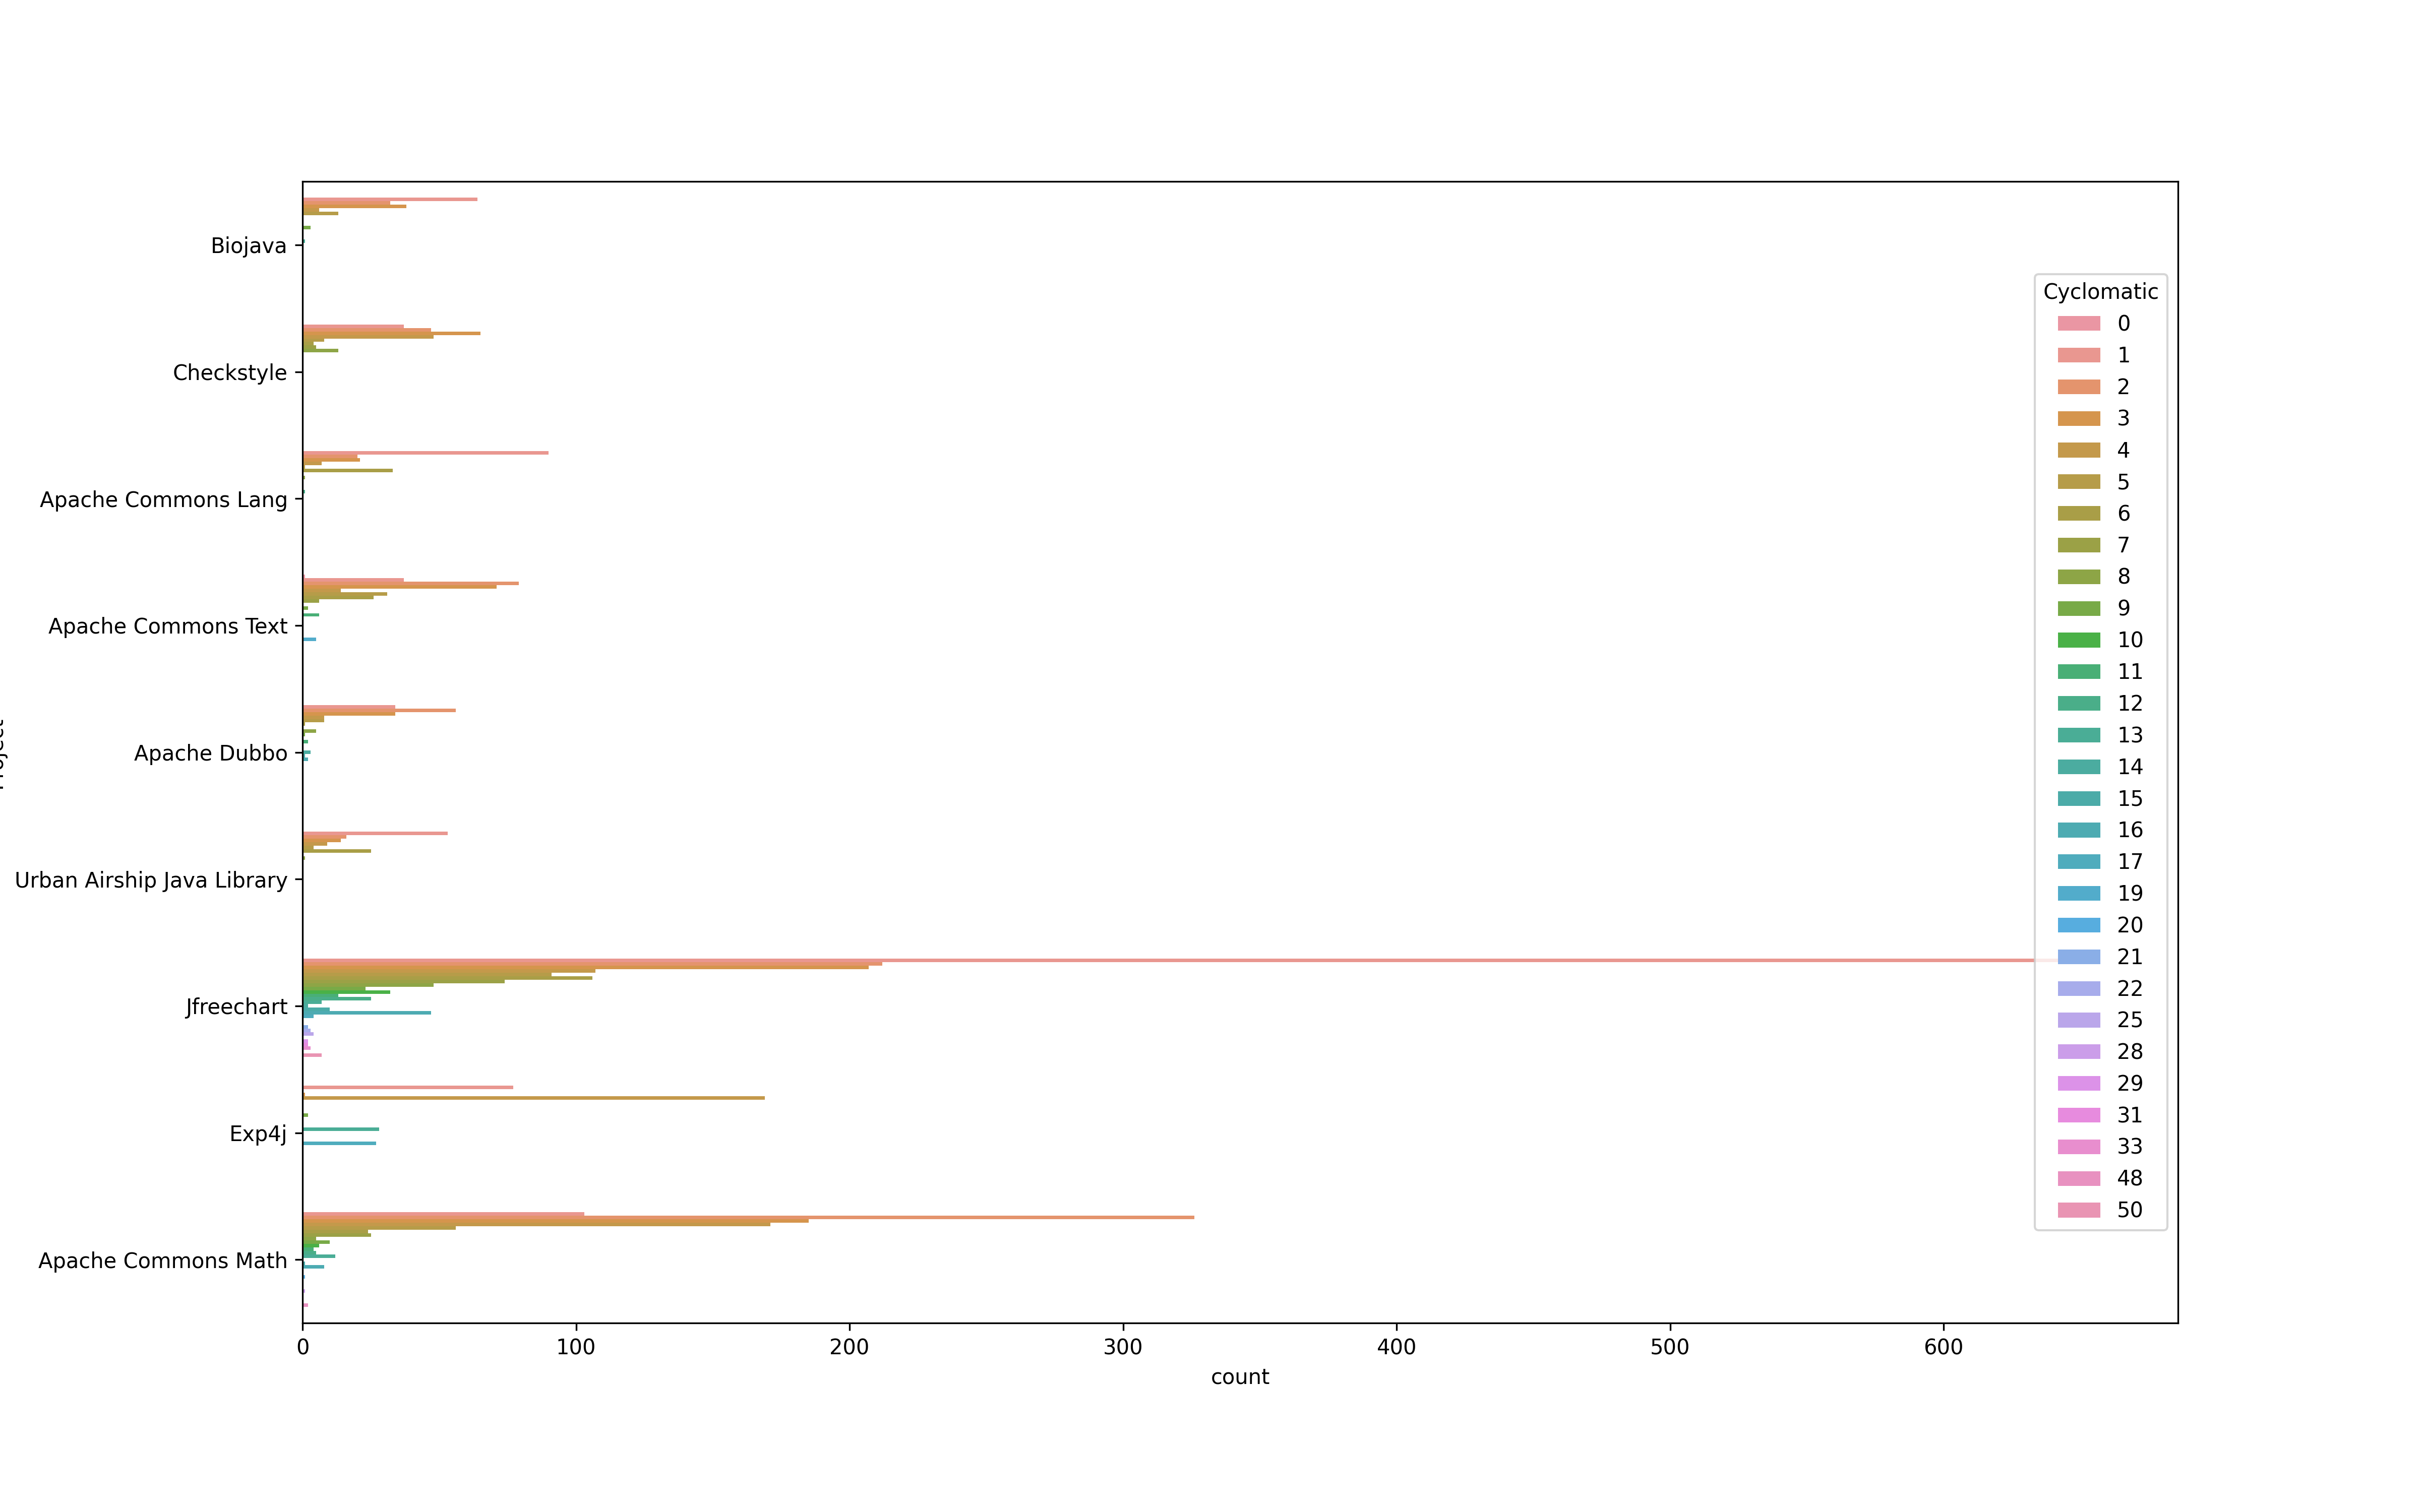 Biojava
Checkstyle
Apache Commons Lang
Apache Commons Text
Apache Dubbo
Urban Airship Java Library
Jfreechart
Exp4j
Apache Commons Math
0 100 200 300 400 500 600
count
Cyclomatic
0
1
2
3
4
5
6
7
8
9
10
11
12
13
14
15
16
17
19
20
21
22
25
28
29
31
33
48
50